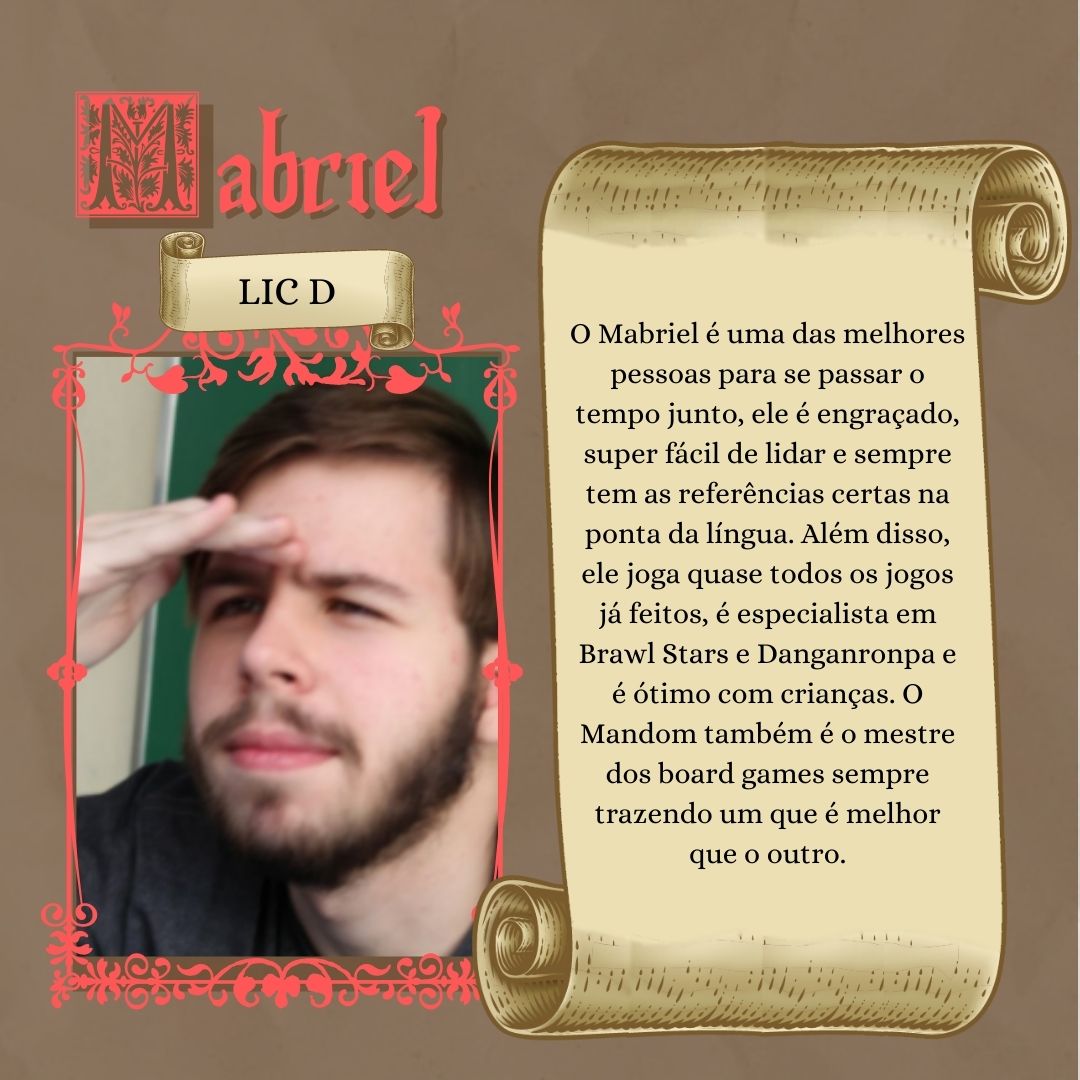 Mabriel
LIC D
O Mabriel é uma das melhores
pessoas para se passar o
tempo junto, ele é engraçado,
super fácil de lidar e sempre
tem as referências certas na
ponta da língua. Além disso,
ele joga quase todos os jogos
já feitos, é especialista em
Brawl Stars e Danganronpa e
é ótimo com crianças. O
Mandom também é o mestre
dos board games sempre
trazendo um que é melhor
que o outro.